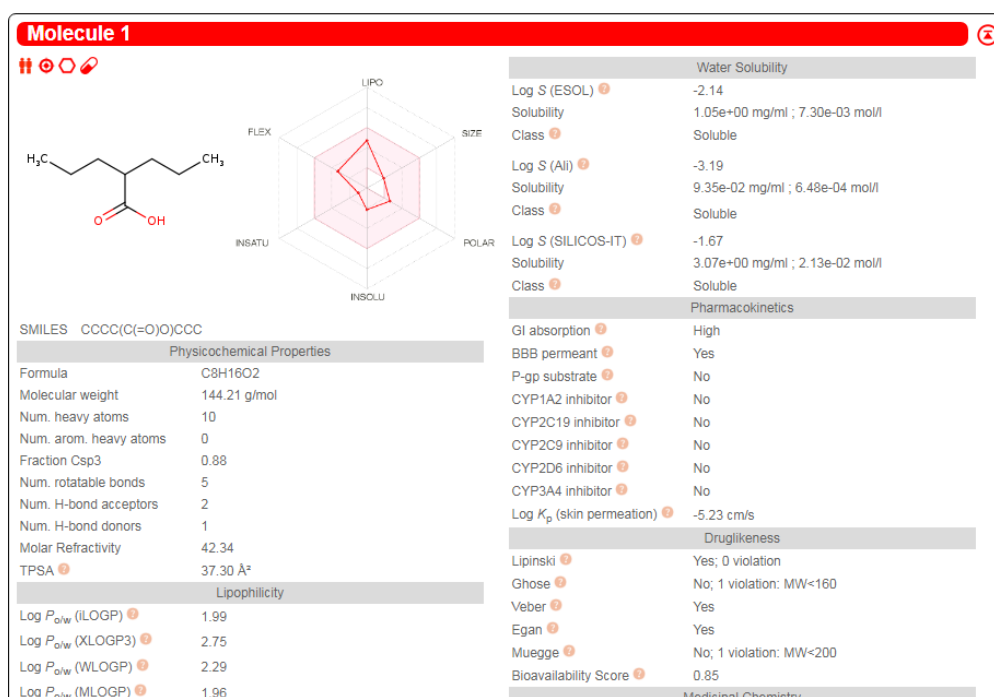 Molecule 1
LIPO
FLEX
SIZE
INSATU
POLAR
INSOLU
H₃C
CH₃
O
OH
SMILES CCCC(C(=O)O)CCC
Physicochemical Properties
Formula C8H16O2
Molecular weight 144.21 g/mol
Num. heavy atoms 10
Num. arom. heavy atoms 0
Fraction Csp3 0.88
Num. rotatable bonds 5
Num. H-bond acceptors 2
Num. H-bond donors 1
Molar Refractivity 42.34
TPSA ? 37.30 Å²
Lipophilicity
Log Po/w (iLOGP) ? 1.99
Log Po/w (XLOGP3) ? 2.75
Log Po/w (WLOGP) ? 2.29
Log Po/w (MLOGP) ? 1.96
Water Solubility
Log S (ESOL) ? -2.14
Solubility 1.05e+00 mg/ml ; 7.30e-03 mol/l
Class ? Soluble
Log S (Ali) ? -3.19
Solubility 9.35e-02 mg/ml ; 6.48e-04 mol/l
Class ? Soluble
Log S (SILICOS-IT) ? -1.67
Solubility 3.07e+00 mg/ml ; 2.13e-02 mol/l
Class ? Soluble
Pharmacokinetics
GI absorption ? High
BBB permeant ? Yes
P-gp substrate ? No
CYP1A2 inhibitor ? No
CYP2C19 inhibitor ? No
CYP2C9 inhibitor ? No
CYP2D6 inhibitor ? No
CYP3A4 inhibitor ? No
Log Kp (skin permeation) ? -5.23 cm/s
Druglikeness
Lipinski ? Yes; 0 violation
Ghose ? No; 1 violation: MW<160
Veber ? Yes
Egan ? Yes
Muegge ? No; 1 violation: MW<200
Bioavailability Score ? 0.85
Medicinal Chemistry